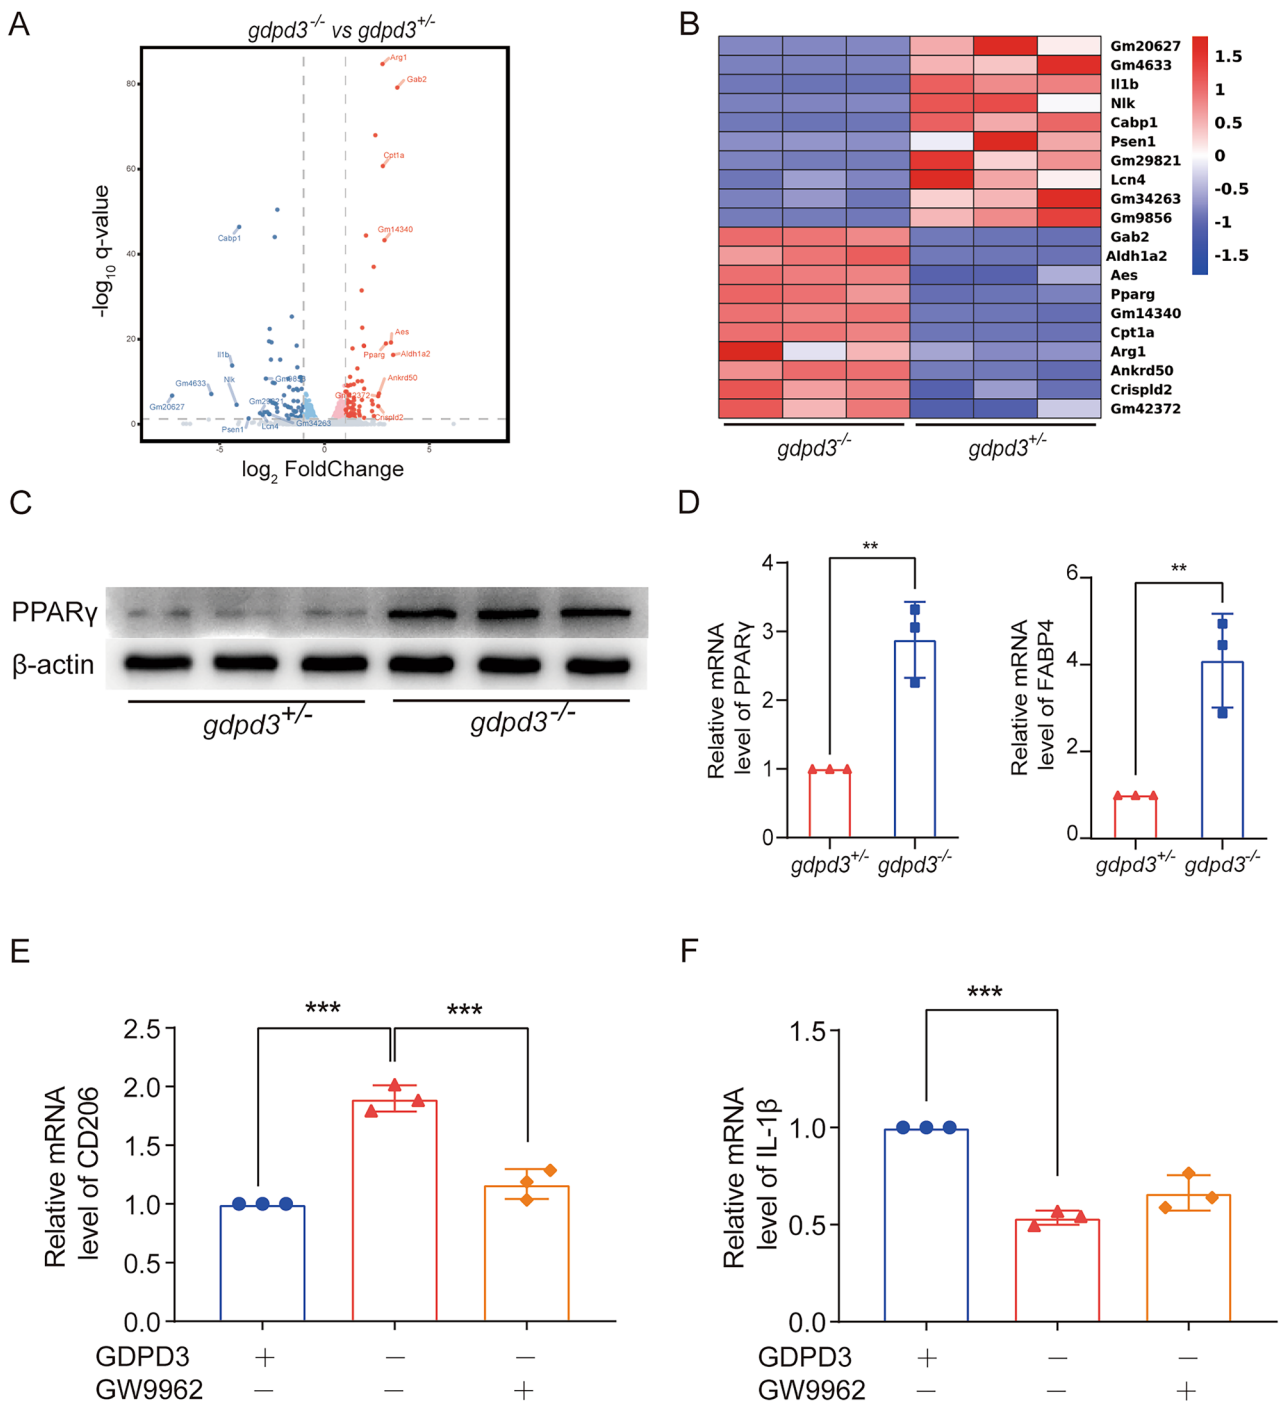 A
gdpd3-/- vs gdpd3+/-
-log10 q-value
80
60
40
20
0
-5
0
5
log2 FoldChange
Arg1
Gab2
Cpt1a
Gm14340
Cabp1
Aes
Pparg
Aldh1a2
Il1b
Nlk
Gm4633
Gm20627
Ankrd50
Crispld2
Psen1
Lcn4
Gm34263
Gm29821
B
Gm20627
Gm4633
Il1b
Nlk
Cabp1
Psen1
Gm29821
Lcn4
Gm34263
Gm9856
Gab2
Aldh1a2
Aes
Pparg
Gm14340
Cpt1a
Arg1
Ankrd50
Crispld2
Gm42372
1.5
1
0.5
0
-0.5
-1
-1.5
gdpd3-/-
gdpd3+/-
C
PPARγ
β-actin
gdpd3+/-
gdpd3-/-
D
Relative mRNA
level of PPARγ
4
3
2
1
0
**
gdpd3+/-
gdpd3-/-
Relative mRNA
level of FABP4
6
4
2
0
**
gdpd3+/-
gdpd3-/-
E
Relative mRNA
level of CD206
2.5
2.0
1.5
1.0
0.5
0.0
***
***
GDPD3 + — —
GW9962 — — +
F
Relative mRNA
level of IL-1β
1.5
1.0
0.5
0.0
***
GDPD3 + — —
GW9962 — — +